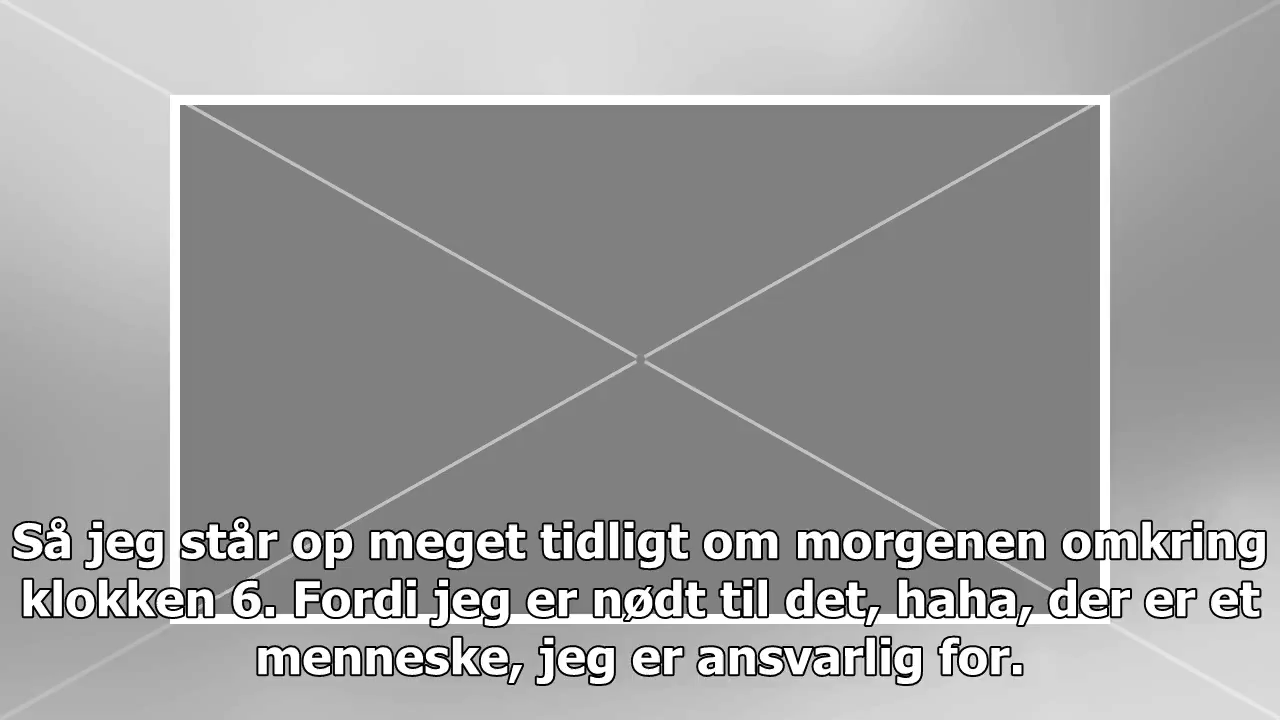 Så jeg står op meget tidligt om morgenen omkring
klokken 6. Fordi jeg er nødt til det, haha, der er et
menneske, jeg er ansvarlig for.